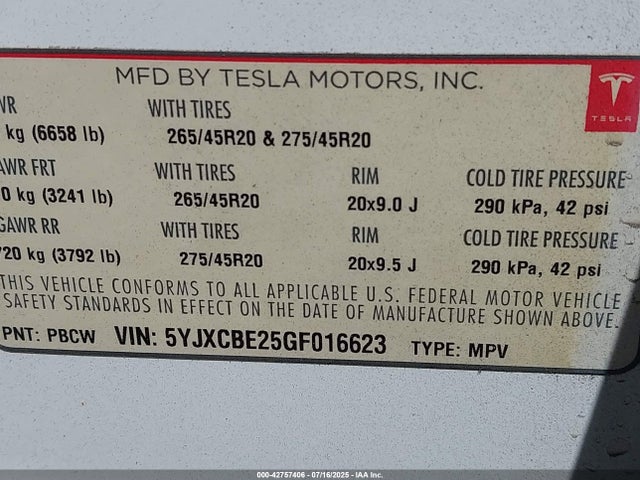 MFD BY TESLA MOTORS, INC.
TESLA
VR WITH TIRES
kg (6658 lb) 265/45R20 & 275/45R20
AWR FRT WITH TIRES RIM COLD TIRE PRESSURE
0 kg (3241 lb) 265/45R20 20x9.0 J 290 kPa, 42 psi
GAWR RR WITH TIRES RIM COLD TIRE PRESSURE
720 kg (3792 lb) 275/45R20 20x9.5 J 290 kPa, 42 psi
THIS VEHICLE CONFORMS TO ALL APPLICABLE U.S. FEDERAL MOTOR VEHICLE
SAFETY STANDARDS IN EFFECT ON THE DATE OF MANUFACTURE SHOWN ABOVE.
PNT: PBCW VIN: 5YJXCBE25GF016623 TYPE: MPV
000-42757406 - 07/16/2025 - IAA Inc.